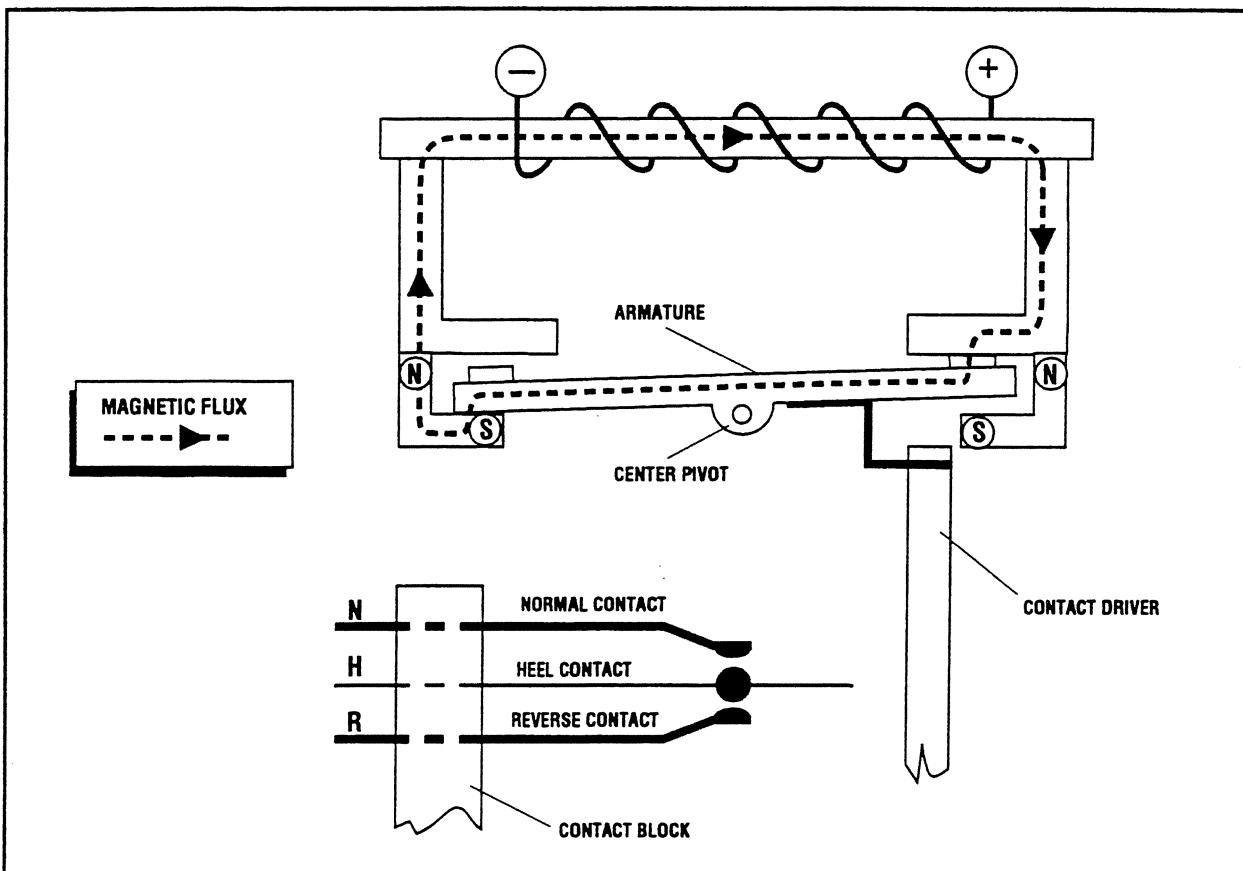 − +
ARMATURE
N N
MAGNETIC FLUX
S S
CENTER PIVOT
N NORMAL CONTACT
CONTACT DRIVER
H HEEL CONTACT
R REVERSE CONTACT
CONTACT BLOCK